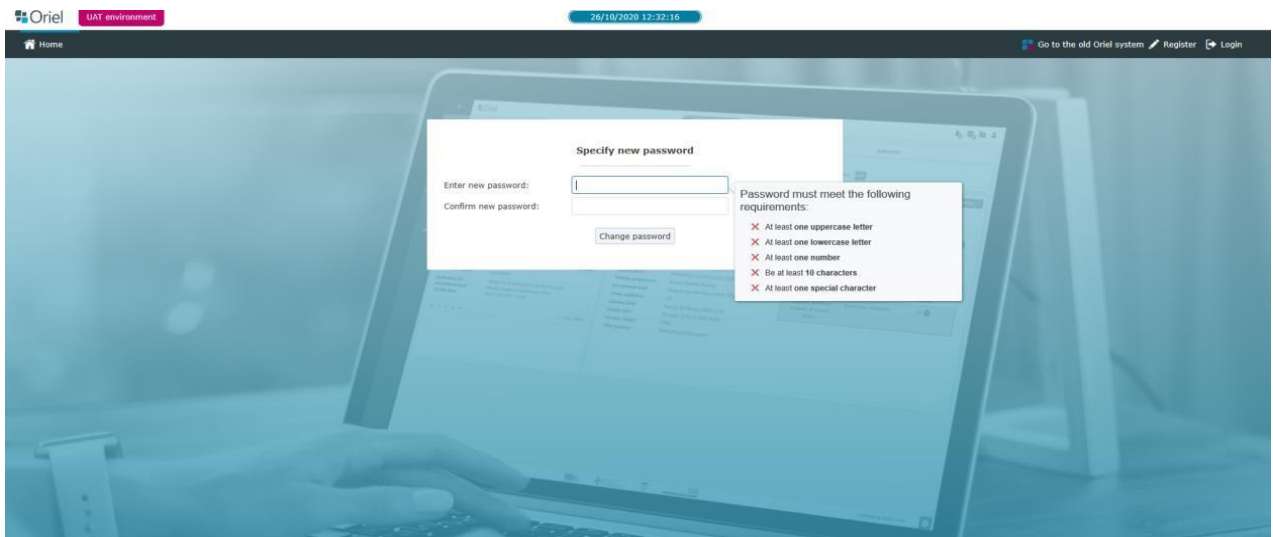 Oriel
UAT environment
26/10/2020 12:32:16
Home
Go to the old Oriel system
Register
Login
Oriel
Specify new password
Enter new password:
Confirm new password:
Change password
Password must meet the following
requirements:
At least one uppercase letter
At least one lowercase letter
At least one number
Be at least 10 characters
At least one special character